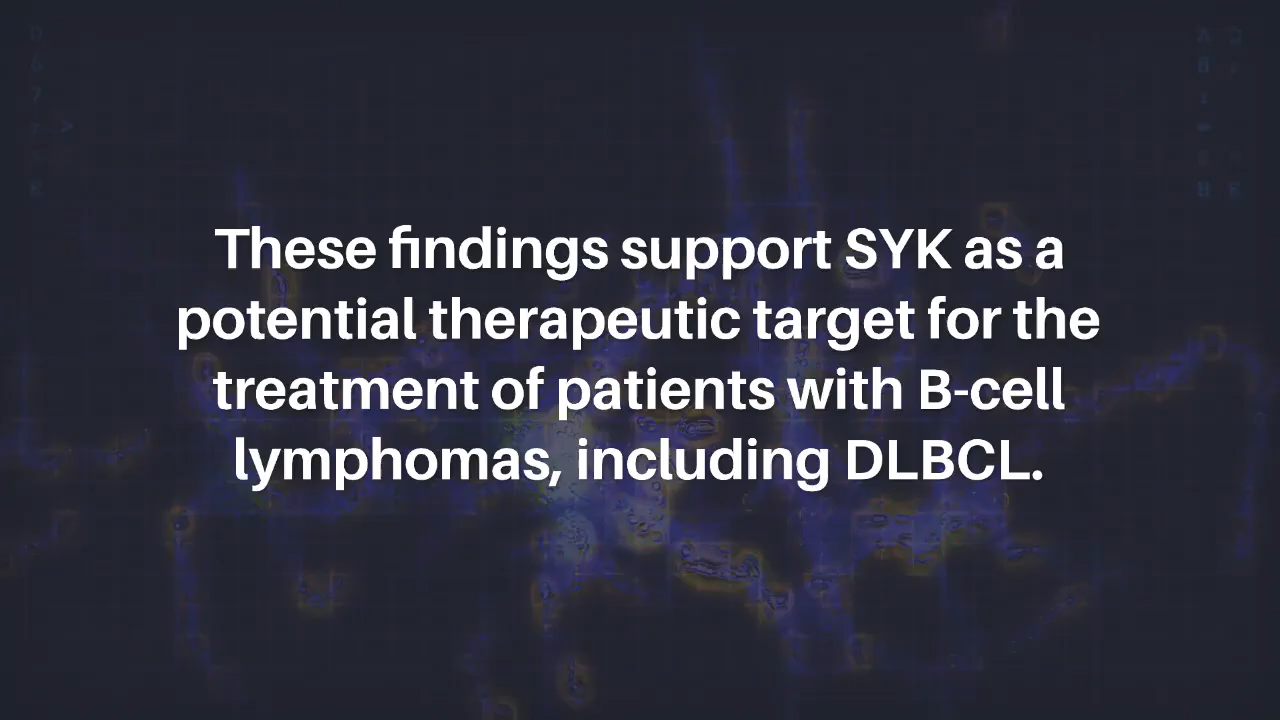 These findings support SYK as a
potential therapeutic target for the
treatment of patients with B-cell
lymphomas, including DLBCL.